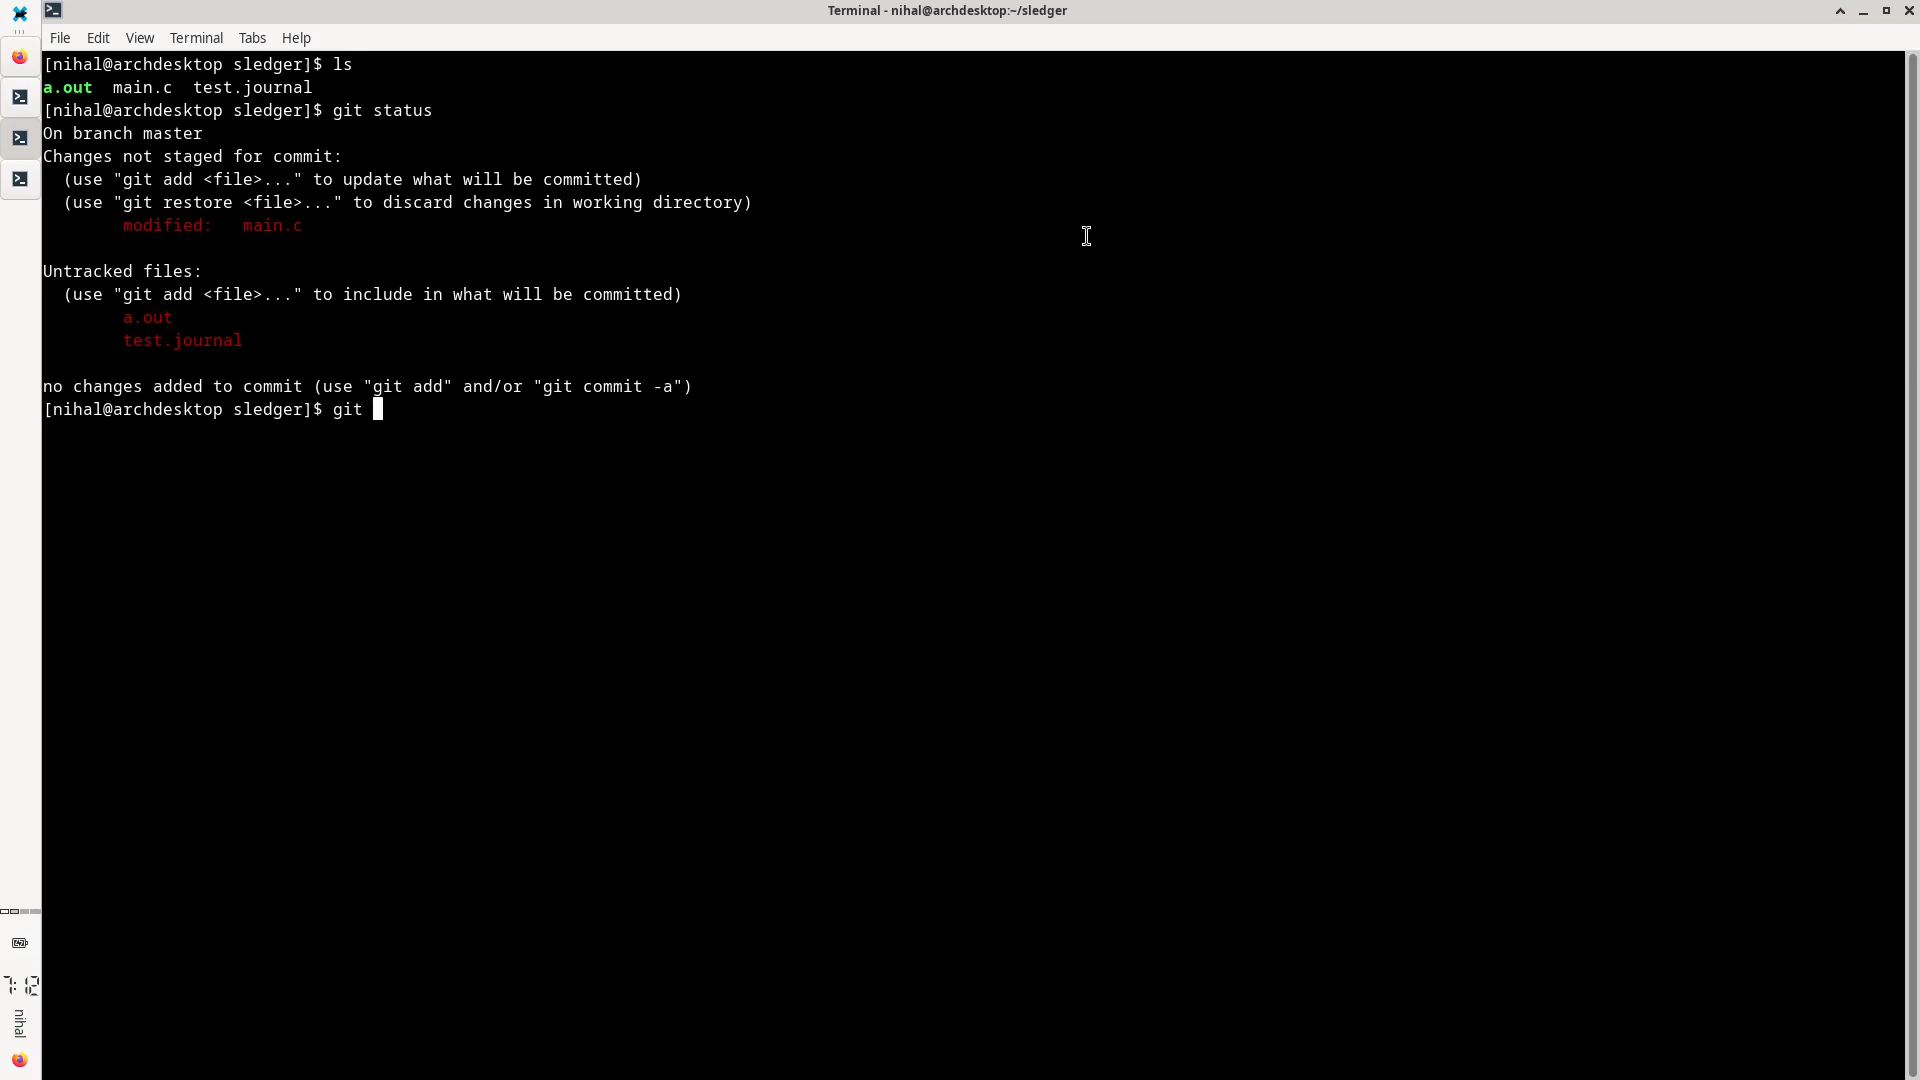 Terminal - nihal@archdesktop:~/sledger
File Edit View Terminal Tabs Help
[nihal@archdesktop sledger]$ ls
a.out  main.c  test.journal
[nihal@archdesktop sledger]$ git status
On branch master
Changes not staged for commit:
  (use "git add <file>..." to update what will be committed)
  (use "git restore <file>..." to discard changes in working directory)
        modified:   main.c

Untracked files:
  (use "git add <file>..." to include in what will be committed)
        a.out
        test.journal

no changes added to commit (use "git add" and/or "git commit -a")
[nihal@archdesktop sledger]$ git
7:12
nihal